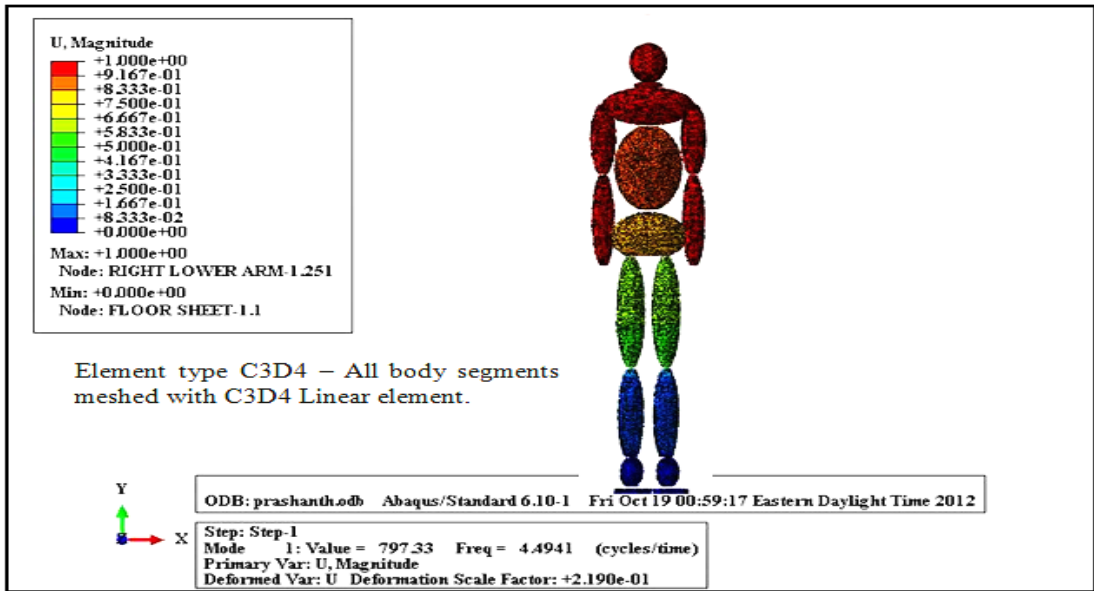 U, Magnitude
+1.000e+00
+9.167e-01
+8.333e-01
+7.500e-01
+6.667e-01
+5.833e-01
+5.000e-01
+4.167e-01
+3.333e-01
+2.500e-01
+1.667e-01
+8.333e-02
+0.000e+00
Max: +1.000e+00
Node: RIGHT LOWER ARM-1.251
Min: +0.000e+00
Node: FLOOR SHEET-1.1
Element type C3D4 – All body segments
meshed with C3D4 Linear element.
Y
X
ODB: prashanth.odb Abaqus/Standard 6.10-1 Fri Oct 19 00:59:17 Eastern Daylight Time 2012
Step: Step-1
Mode 1: Value = 797.33 Freq = 4.4941 (cycles/time)
Primary Var: U, Magnitude
Deformed Var: U Deformation Scale Factor: +2.190e-01